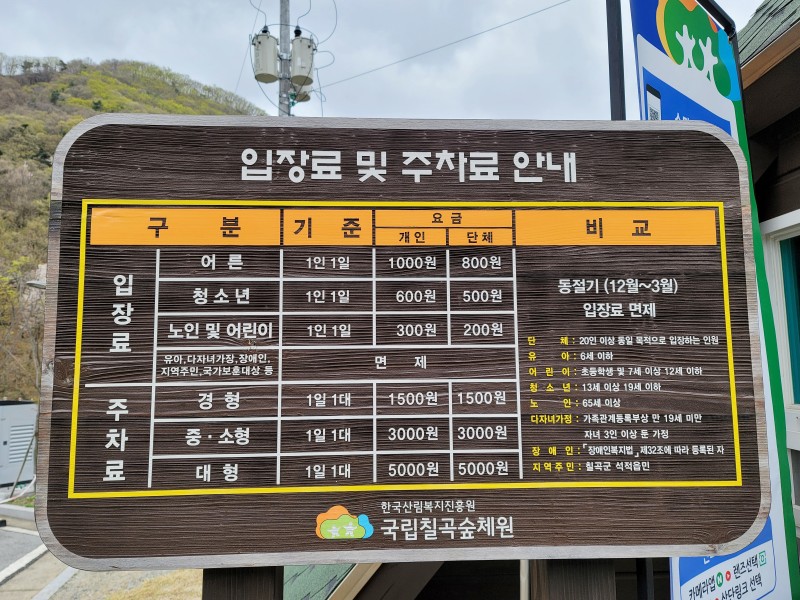 입장료 및 주차료 안내
구 분 기 준 요 금 비 교
개인 단체
입장료
어 른 1인 1일 1000원 800원
청소년 1인 1일 600원 500원
노인 및 어린이 1인 1일 300원 200원
유아,다자녀가정,장애인,
지역주민,국가보훈대상 등
면 제
주차료
경 형 1일 1대 1500원 1500원
중·소형 1일 1대 3000원 3000원
대 형 1일 1대 5000원 5000원
동절기 (12월~3월)
입장료 면제
단 체 : 20인 이상 동일 목적으로 입장하는 인원
유 아 : 6세 이하
어 린 이 : 초등학생 및 7세 이상 12세 이하
청 소 년 : 13세 이상 19세 이하
노 인 : 65세 이상
다자녀가정 : 가족관계등록부상 만 19세 미만
자녀 3인 이상 둔 가정
장 애 인 : 「장애인복지법」 제32조에 따라 등록된 자
지역주민 : 칠곡군 석적읍민
한국산림복지진흥원
국립칠곡숲체원
카메라앱 렌즈선택
링크 선택